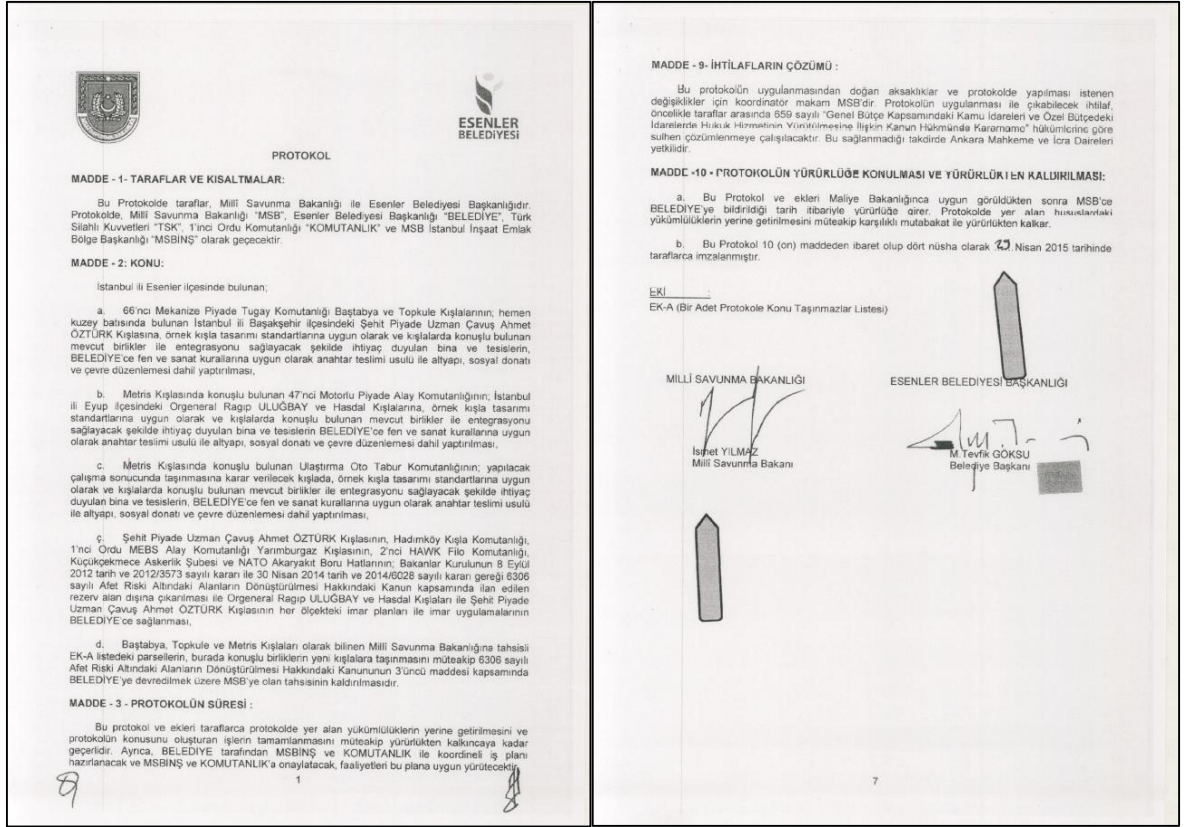 ESENLER
BELEDİYESİ
PROTOKOL
MADDE - 1- TARAFLAR VE KISALTMALAR:
Bu Protokolde taraflar, Millî Savunma Bakanlığı ile Esenler Belediyesi Başkanlığıdır.
Protokolde, Millî Savunma Bakanlığı “MSB”, Esenler Belediyesi Başkanlığı “BELEDİYE”, Türk
Silahlı Kuvvetleri “TSK”, 1’inci Ordu Komutanlığı “KOMUTANLIK” ve MSB İstanbul İnşaat Emlak
Bölge Başkanlığı “MSBİNŞ” olarak geçecektir.
MADDE - 2: KONU:
İstanbul ili Esenler ilçesinde bulunan;
a. 66’ncı Mekanize Piyade Tugay Komutanlığı Baştabya ve Topkule Kışlalarının; hemen
kuzey batısında bulunan İstanbul ili Başakşehir ilçesindeki Şehit Piyade Uzman Çavuş Ahmet
ÖZTÜRK Kışlasına, örnek kışla tasarımı standartlarına uygun olarak ve kışlalarda konuşlu bulunan
mevcut birlikler ile entegrasyonu sağlayacak şekilde ihtiyaç duyulan bina ve tesislerin,
BELEDİYE’ce fen ve sanat kurallarına uygun olarak anahtar teslimi usulü ile altyapı, sosyal donatı
ve çevre düzenlemesi dahil yaptırılması,
b. Metris Kışlasında konuşlu bulunan 47’nci Motorlu Piyade Alay Komutanlığının; İstanbul
ili Eyup ilçesindeki Orgeneral Ragıp ULUĞBAY ve Hasdal Kışlalarına, örnek kışla tasarımı
standartlarına uygun olarak ve kışlalarda konuşlu bulunan mevcut birlikler ile entegrasyonu
sağlayacak şekilde ihtiyaç duyulan bina ve tesislerin BELEDİYE’ce fen ve sanat kurallarına uygun
olarak anahtar teslimi usulü ile altyapı, sosyal donatı ve çevre düzenlemesi dahil yaptırılması,
c. Metris Kışlasında konuşlu bulunan Ulaştırma Oto Tabur Komutanlığının; yapılacak
çalışma sonucunda taşınmasına karar verilecek kışlada, örnek kışla tasarımı standartlarına uygun
olarak ve kışlalarda konuşlu bulunan mevcut birlikler ile entegrasyonu sağlayacak şekilde ihtiyaç
duyulan bina ve tesislerin, BELEDİYE’ce fen ve sanat kurallarına uygun olarak anahtar teslimi usulü
ile altyapı, sosyal donatı ve çevre düzenlemesi dahil yaptırılması,
ç. Şehit Piyade Uzman Çavuş Ahmet ÖZTÜRK Kışlasının, Hadımköy Kışla Komutanlığı,
1’nci Ordu MEBS Alay Komutanlığı Yarımburgaz Kışlasının, 2’nci HAWK Filo Komutanlığı,
Küçükçekmece Askerlik Şubesi ve NATO Akaryakıt Boru Hatlarının; Bakanlar Kurulunun 8 Eylül
2012 tarih ve 2012/3573 sayılı kararı ile 30 Nisan 2014 tarih ve 2014/6028 sayılı kararı gereği 6306
sayılı Afet Riski Altındaki Alanların Dönüştürülmesi Hakkındaki Kanun kapsamında ilan edilen
rezerv alan dışına çıkarılması ile Orgeneral Ragıp ULUĞBAY ve Hasdal Kışlaları ile Şehit Piyade
Uzman Çavuş Ahmet ÖZTÜRK Kışlasının her ölçekteki imar planları ile imar uygulamalarının
BELEDİYE’ce sağlanması,
d. Baştabya, Topkule ve Metris Kışlaları olarak bilinen Millî Savunma Bakanlığına tahsisli
EK-A listedeki parsellerin, burada konuşlu birliklerin yeni kışlalara taşınmasını müteakip 6306 sayılı
Afet Riski Altındaki Alanların Dönüştürülmesi Hakkındaki Kanununun 3’üncü maddesi kapsamında
BELEDİYE’ye devredilmek üzere MSB’ye olan tahsisinin kaldırılmasıdır.
MADDE - 3 - PROTOKOLÜN SÜRESİ :
Bu protokol ve ekleri taraflarca protokolde yer alan yükümlülüklerin yerine getirilmesini ve
protokolün konusunu oluşturan işlerin tamamlanmasını müteakip yürürlükten kalkıncaya kadar
geçerlidir. Ayrıca, BELEDİYE tarafından MSBİNŞ ve KOMUTANLIK ile koordineli iş planı
hazırlanacak ve MSBİNŞ ve KOMUTANLIK’a onaylatacak, faaliyetleri bu plana uygun yürütecektir.
1
MADDE - 9- İHTİLAFLARIN ÇÖZÜMÜ :
Bu protokolün uygulanmasından doğan aksaklıklar ve protokolde yapılması istenen
değişiklikler için koordinatör makam MSB’dir. Protokolün uygulanması ile çıkabilecek ihtilaf,
öncelikle taraflar arasında 659 sayılı “Genel Bütçe Kapsamındaki Kamu İdareleri ve Özel Bütçedeki
İdarelerde Hukuk Hizmetinin Yürütülmesine İlişkin Kanun Hükmünde Kararname” hükümlerine göre
sulhen çözümlenmeye çalışılacaktır. Bu sağlanmadığı takdirde Ankara Mahkeme ve İcra Daireleri
yetkilidir.
MADDE -10 - PROTOKOLÜN YÜRÜRLÜĞE KONULMASI VE YÜRÜRLÜKTEN KALDIRILMASI:
a. Bu Protokol ve ekleri Maliye Bakanlığınca uygun görüldükten sonra MSB’ce
BELEDİYE’ye bildirildiği tarih itibariyle yürürlüğe girer. Protokolde yer alan hususlardaki
yükümlülüklerin yerine getirilmesini müteakip karşılıklı mutabakat ile yürürlükten kalkar.
b. Bu Protokol 10 (on) maddeden ibaret olup dört nüsha olarak Nisan 2015 tarihinde
taraflarca imzalanmıştır.
EKİ :
EK-A (Bir Adet Protokole Konu Taşınmazlar Listesi)
MİLLÎ SAVUNMA BAKANLIĞI
ESENLER BELEDİYESİ BAŞKANLIĞI
İsmet YILMAZ
Millî Savunma Bakanı
M.Tevfik GÖKSU
Belediye Başkanı
7